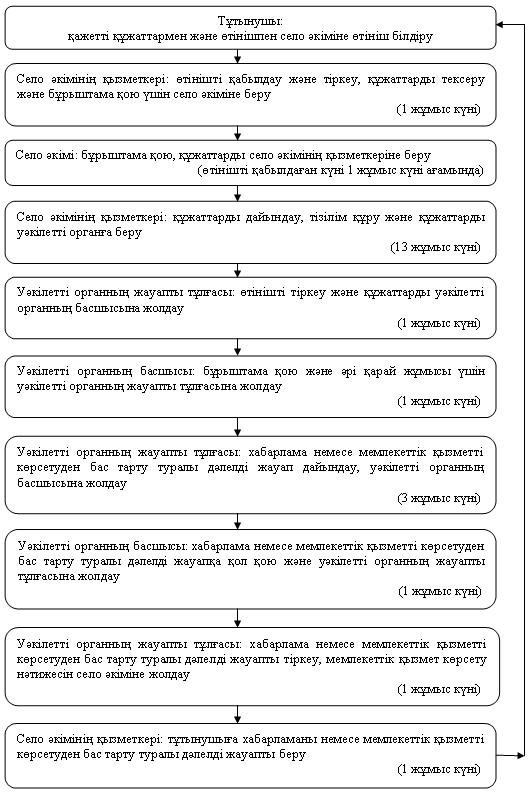 Тұтынушы:
қажетті құжаттармен және өтінішпен село әкіміне өтініш білдіру
Село әкімінің қызметкері: өтінішті қабылдау және тіркеу, құжаттарды тексеру
және бұрыштама қою үшін село әкіміне беру
(1 жұмыс күні)
Село әкімі: бұрыштама қою, құжаттарды село әкімінің қызметкеріне беру
(өтінішті қабылдаған күні 1 жұмыс күні ағамында)
Село әкімінің қызметкері: құжаттарды дайындау, тізілім құру және құжаттарды
уәкілетті органға беру
(13 жұмыс күні)
Уәкілетті органның жауапты тұлғасы: өтінішті тіркеу және құжаттарды уәкілетті
органның басшысына жолдау
(1 жұмыс күні)
Уәкілетті органның басшысы: бұрыштама қою және әрі қарай жұмысы үшін
уәкілетті органның жауапты тұлғасына жолдау
(1 жұмыс күні)
Уәкілетті органның жауапты тұлғасы: хабарлама немесе мемлекеттік қызметті
көрсетуден бас тарту туралы дәлелді жауап дайындау, уәкілетті органның
басшысына жолдау
(3 жұмыс күні)
Уәкілетті органның басшысы: хабарлама немесе мемлекеттік қызметті көрсетуден
бас тарту туралы дәлелді жауапқа қол қою және уәкілетті органның жауапты
тұлғасына жолдау
(1 жұмыс күні)
Уәкілетті органның жауапты тұлғасы: хабарлама немесе мемлекеттік қызметті
көрсетуден бас тарту туралы дәлелді жауапты тіркеу, мемлекеттік қызмет көрсету
нәтижесін село әкіміне жолдау
(1 жұмыс күні)
Село әкімінің қызметкері: тұтынушыға хабарламаны немесе мемлекеттік қызметті
көрсетуден бас тарту туралы дәлелді жауапты беру
(1 жұмыс күні)